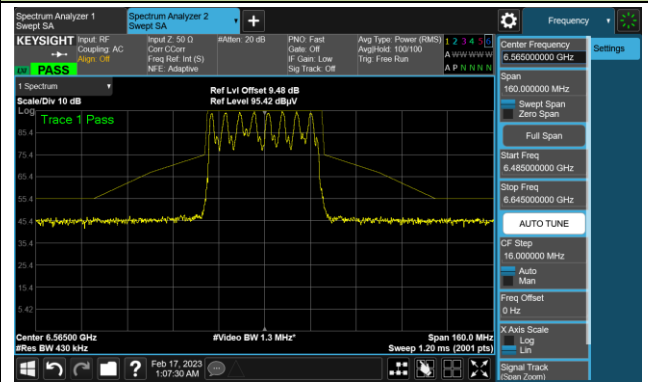 Spectrum Analyzer 1
Swept SA
Spectrum Analyzer 2
Swept SA
Frequency
KEYSIGHT
Input: RF
Coupling: AC
Align: Off
Input Z: 50 Ω
Corr CCorr
Freq Ref: Int (S)
NFE: Adaptive
#Atten: 20 dB
PNO: Fast
Gate: Off
IF Gain: Low
Sig Track: Off
Avg Type: Power (RMS)
Avg|Hold: 100/100
Trig: Free Run
1 2 3 4 5 6
A W W W W W
A P N N N N
LXI
PASS
1 Spectrum
Scale/Div 10 dB
Ref Lvl Offset 9.48 dB
Ref Level 95.42 dBµV
Log
Trace 1 Pass
85.4
75.4
65.4
55.4
45.4
35.4
25.4
15.4
5.42
Center 6.56500 GHz
#Res BW 430 kHz
#Video BW 1.3 MHz*
Span 160.0 MHz
Sweep 1.20 ms (2001 pts)
Center Frequency
6.565000000 GHz
Settings
Span
160.000000 MHz
Swept Span
Zero Span
Full Span
Start Freq
6.485000000 GHz
Stop Freq
6.645000000 GHz
AUTO TUNE
CF Step
16.000000 MHz
Auto
Man
Freq Offset
0 Hz
X Axis Scale
Log
Lin
Signal Track
(Span Zoom)
Feb 17, 2023
1:07:30 AM